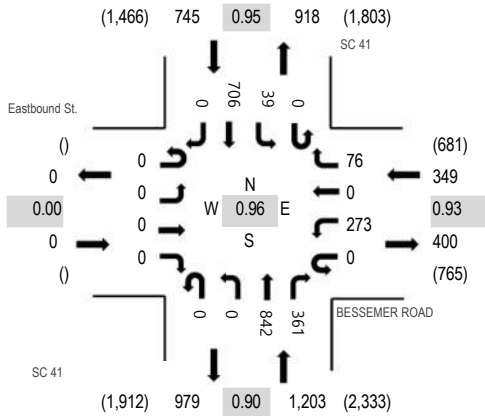 (1,466) 745 0.95 918 (1,803)
SC 41
0 706 39 0
Eastbound St.
() 0 76 (681)
0 0 N 0 349
0.00 0 W 0.96 E 273 0.93
0 0 S 0 400
() (765)
0 0 842 361
BESSEMER ROAD
SC 41
(1,912) 979 0.90 1,203 (2,333)